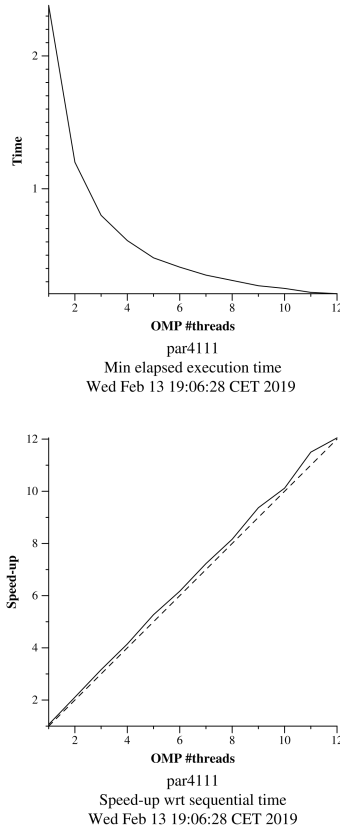 2
Time
1
2
4
6
8
10
12
OMP #threads
par4111
Min elapsed execution time
Wed Feb 13 19:06:28 CET 2019
12
10
8
Speed-up
6
4
2
2
4
6
8
10
12
OMP #threads
par4111
Speed-up wrt sequential time
Wed Feb 13 19:06:28 CET 2019